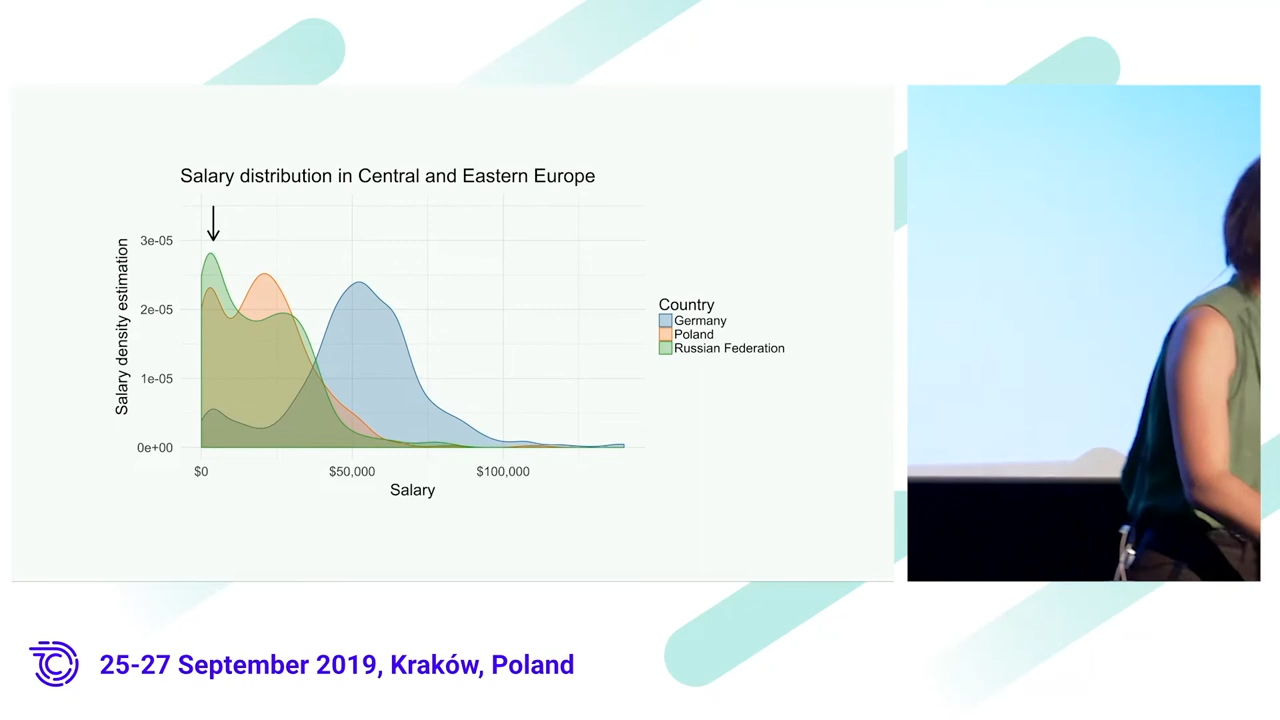 Salary distribution in Central and Eastern Europe
Salary density estimation
3e-05
2e-05
1e-05
0e+00
$0
$50,000
$100,000
Salary
Country
Germany
Poland
Russian Federation
25-27 September 2019, Kraków, Poland